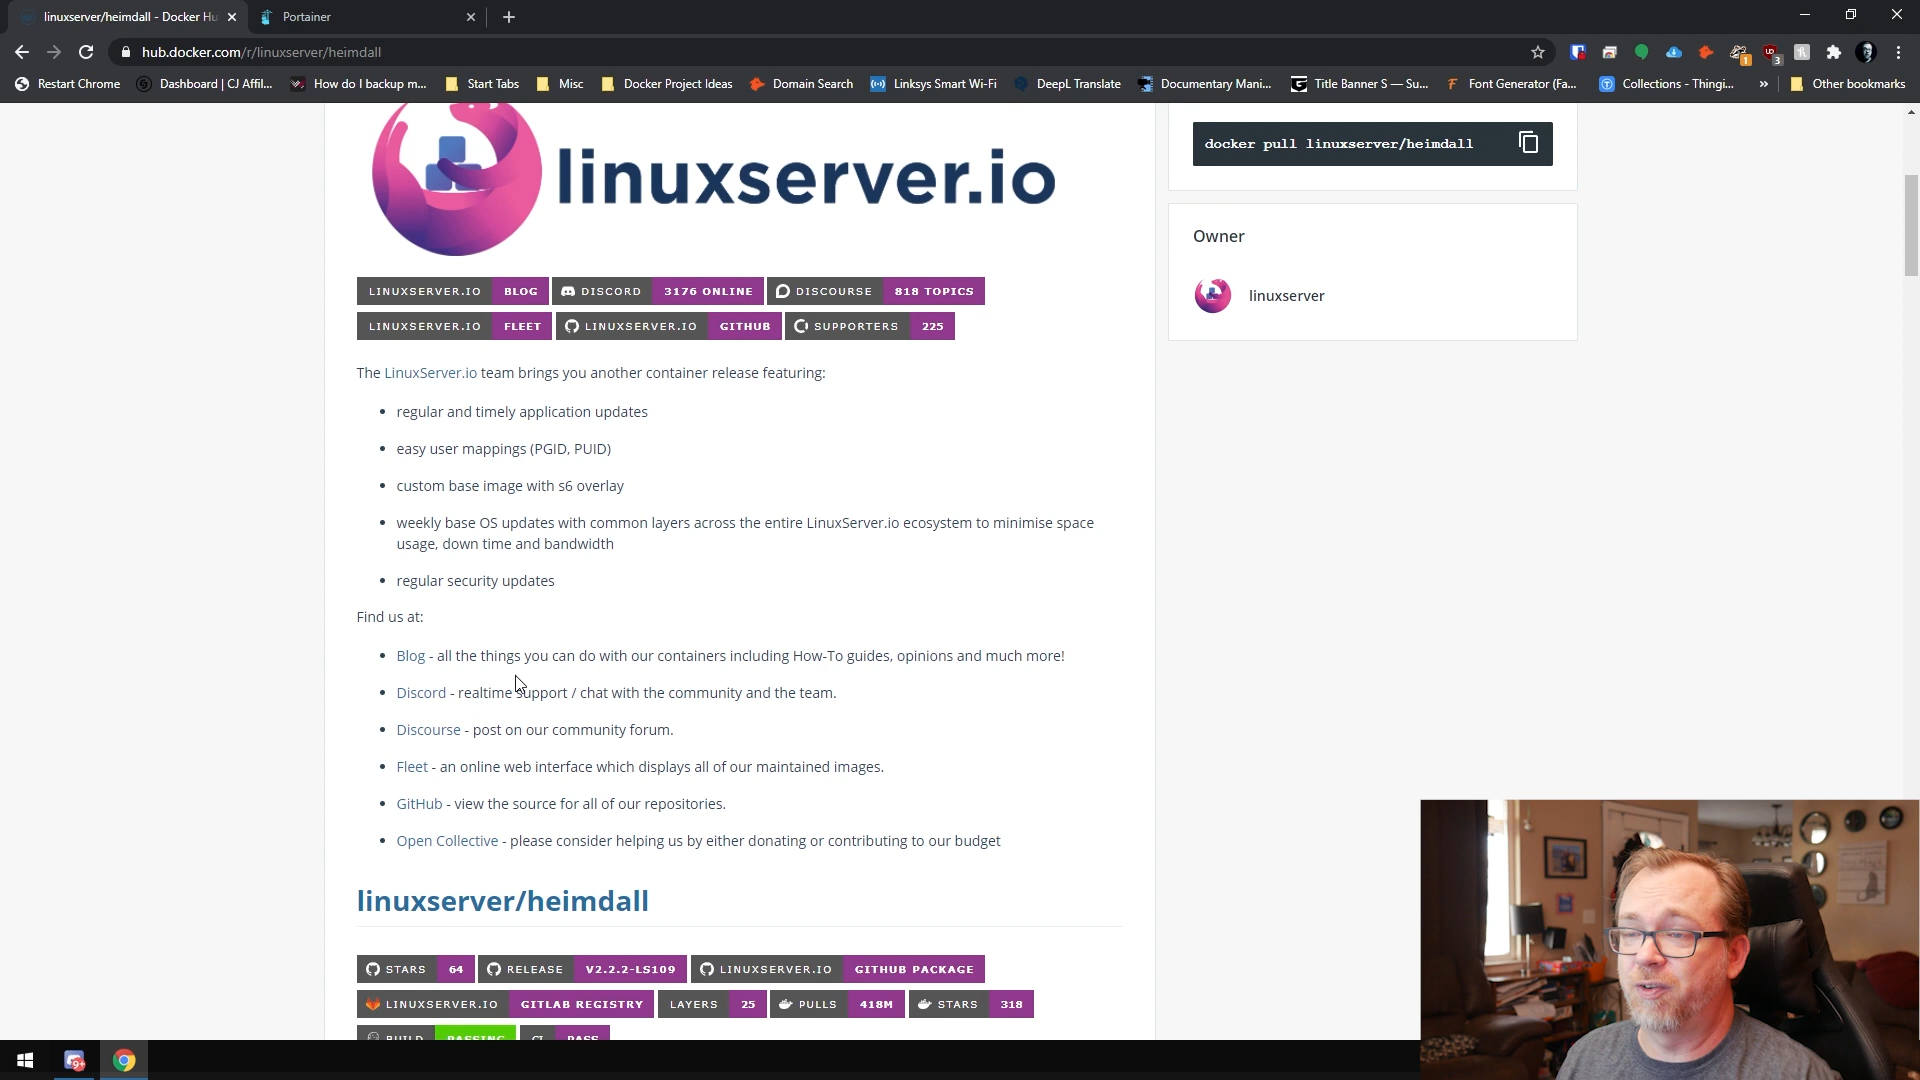 linuxserver/heimdall - Docker Hu
Portainer
hub.docker.com/r/linuxserver/heimdall
Restart Chrome
Dashboard | CJ Affil...
How do I backup m...
Start Tabs
Misc
Docker Project Ideas
Domain Search
Linksys Smart Wi-Fi
DeepL Translate
Documentary Mani...
Title Banner S — Su...
Font Generator (Fa...
Collections - Thingi...
»
Other bookmarks
linuxserver.io
docker pull linuxserver/heimdall
Owner
linuxserver
LINUXSERVER.IO BLOG DISCORD 3176 ONLINE DISCOURSE 818 TOPICS
LINUXSERVER.IO FLEET LINUXSERVER.IO GITHUB SUPPORTERS 225
The LinuxServer.io team brings you another container release featuring:
• regular and timely application updates
• easy user mappings (PGID, PUID)
• custom base image with s6 overlay
• weekly base OS updates with common layers across the entire LinuxServer.io ecosystem to minimise space
usage, down time and bandwidth
• regular security updates
Find us at:
• Blog - all the things you can do with our containers including How-To guides, opinions and much more!
• Discord - realtime support / chat with the community and the team.
• Discourse - post on our community forum.
• Fleet - an online web interface which displays all of our maintained images.
• GitHub - view the source for all of our repositories.
• Open Collective - please consider helping us by either donating or contributing to our budget
linuxserver/heimdall
STARS 64 RELEASE V2.2.2-LS109 LINUXSERVER.IO GITHUB PACKAGE
LINUXSERVER.IO GITLAB REGISTRY LAYERS 25 PULLS 418M STARS 318
BUILD PASSING CI PASS
9+